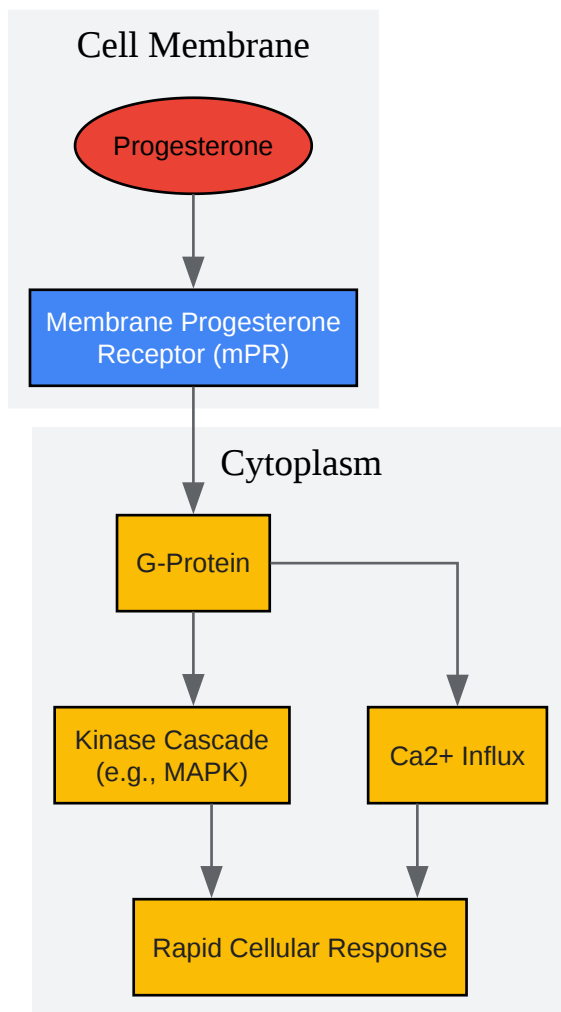 Cell Membrane
Progesterone
Membrane Progesterone
Receptor (mPR)
Cytoplasm
G-Protein
Kinase Cascade
(e.g., MAPK)
Ca2+ Influx
Rapid Cellular Response